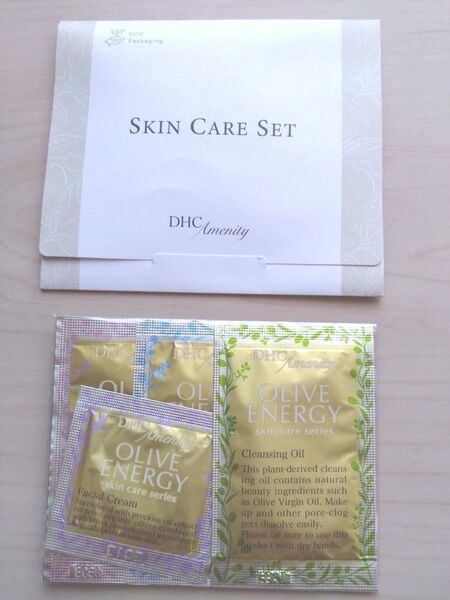 ECO
Packaging
SKIN CARE SET
DHC Amenity
DHC
OLIVE
DHC Amenity
OLIVE
ENERGY
skin care series
Cleansing Oil
This plant-derived cleans-
ing oil contains natural
beauty ingredients such
as Olive Virgin Oil. Make-
up and other pore-clog-
gers dissolve easily.
Please be sure to use this
product with dry hands.
DHC Amenity
OLIVE
ENERGY
skin care series
Facial Cream